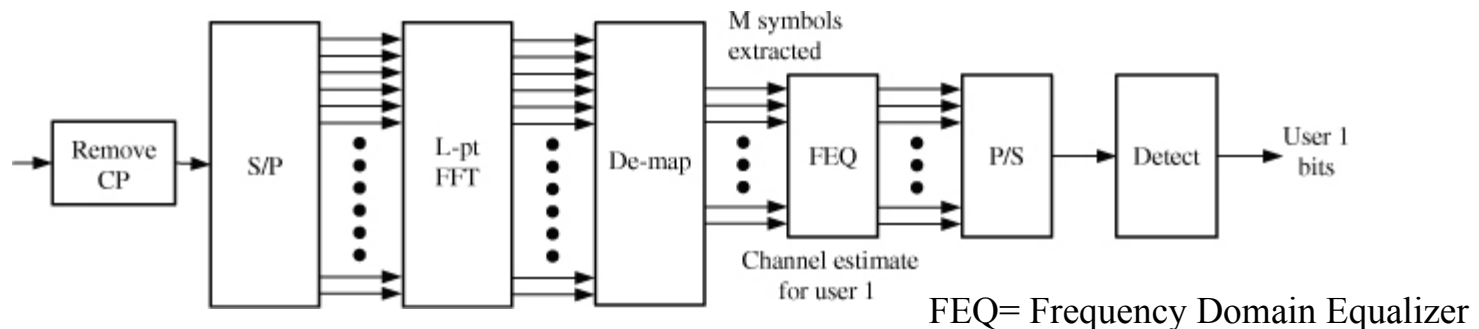 Remove
CP
S/P
L-pt
FFT
De-map
M symbols
extracted
FEQ
Channel estimate
for user 1
P/S
Detect
User 1
bits
FEQ= Frequency Domain Equalizer